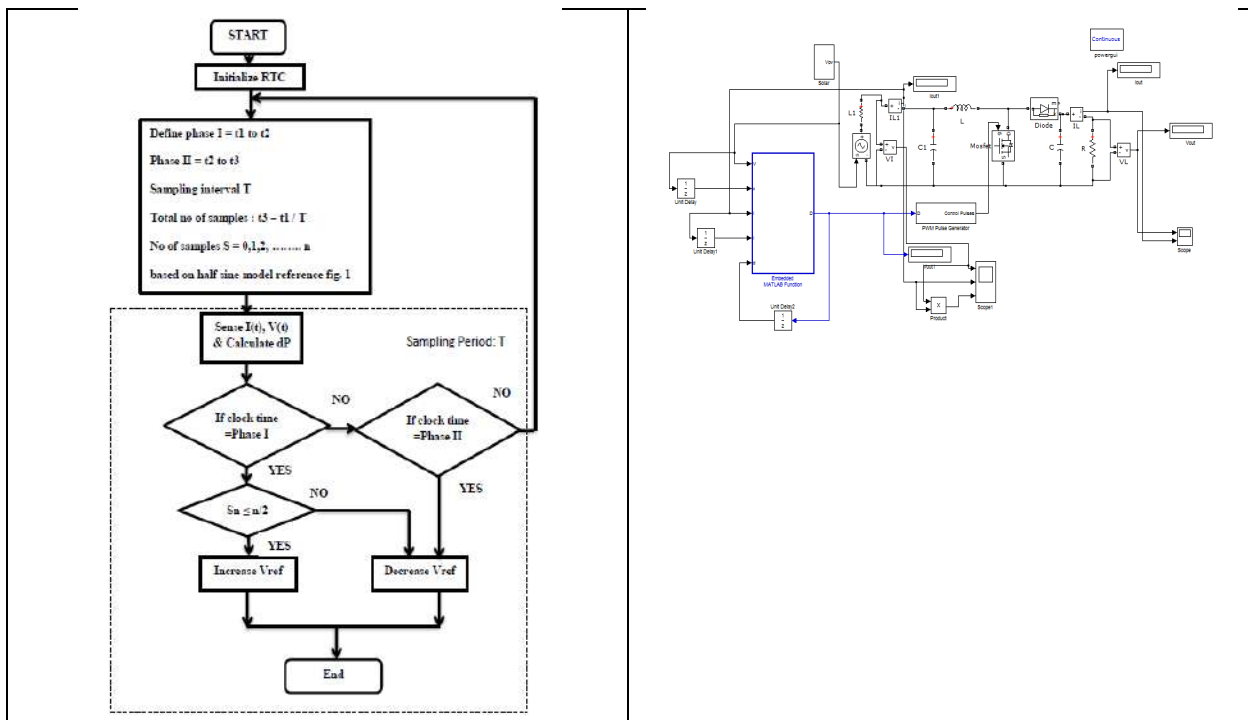 START
Initialize RTC
Define phase I = t1 to t2
Phase II = t2 to t3
Sampling interval T
Total no of samples : t3 – t1 / T
No of samples S = 0,1,2, ........ n
based on half sine model reference fig. 1
Sense I(t), V(t)
& Calculate dP
Sampling Period: T
If clock time
=Phase I
NO
If clock time
=Phase II
NO
YES
YES
Sn ≤ n/2
NO
YES
Increase Vref
Decrease Vref
End
Continuous
powergui
Solar
Vpv
Iout1
Iout
L1
IL1
L
Diode
IL
Vout
VI
C1
Mosfet
C
R
VL
1
z
Unit Delay
1
z
Unit Delay1
D
Embedded
MATLAB Function
D
Control Pulses
PWM Pulse Generator
Scope
Scope1
X
Product
Unit Delay2
1
z